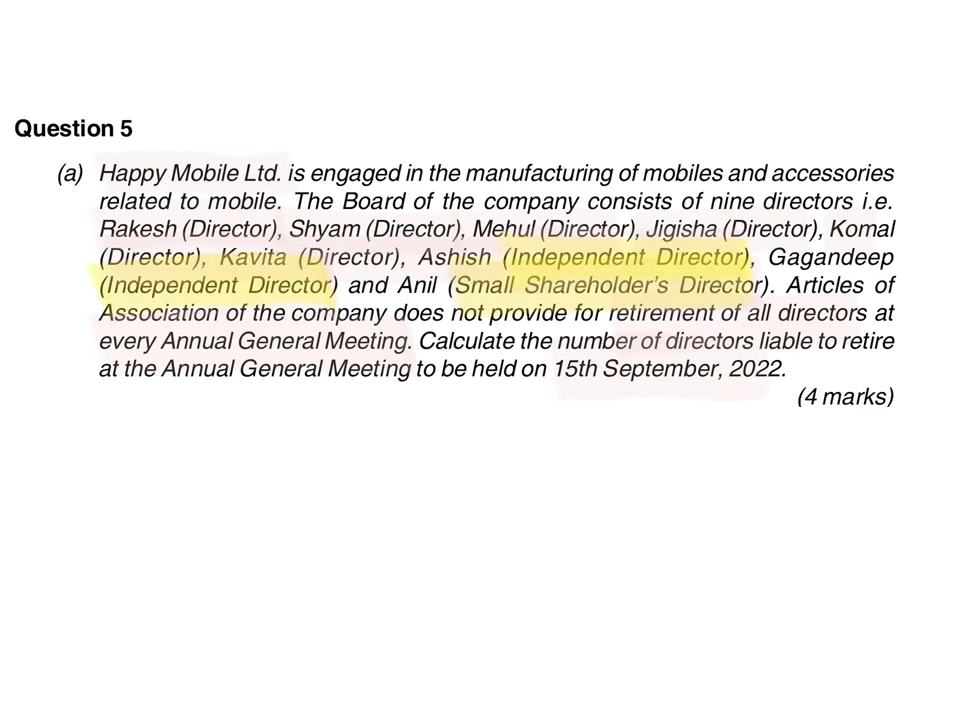 Question 5
(a) Happy Mobile Ltd. is engaged in the manufacturing of mobiles and accessories
related to mobile. The Board of the company consists of nine directors i.e.
Rakesh (Director), Shyam (Director), Mehul (Director), Jigisha (Director), Komal
(Director), Kavita (Director), Ashish (Independent Director), Gagandeep
(Independent Director) and Anil (Small Shareholder's Director). Articles of
Association of the company does not provide for retirement of all directors at
every Annual General Meeting. Calculate the number of directors liable to retire
at the Annual General Meeting to be held on 15th September, 2022.
(4 marks)